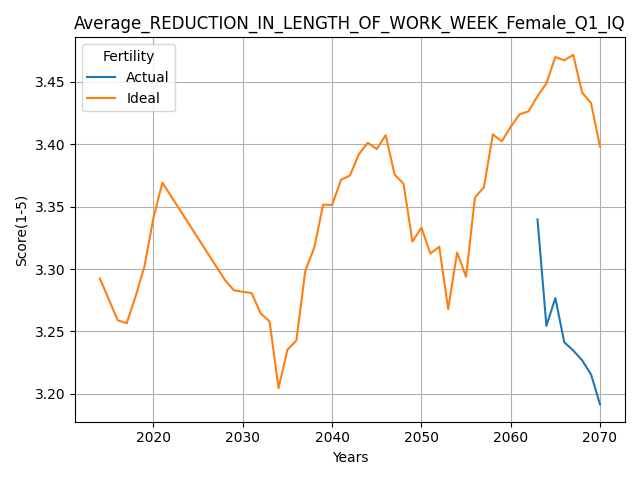 Average_REDUCTION_IN_LENGTH_OF_WORK_WEEK_Female_Q1_IQ
Fertility
Actual
Ideal
Score(1-5)
3.45
3.40
3.35
3.30
3.25
3.20
2020 2030 2040 2050 2060 2070
Years